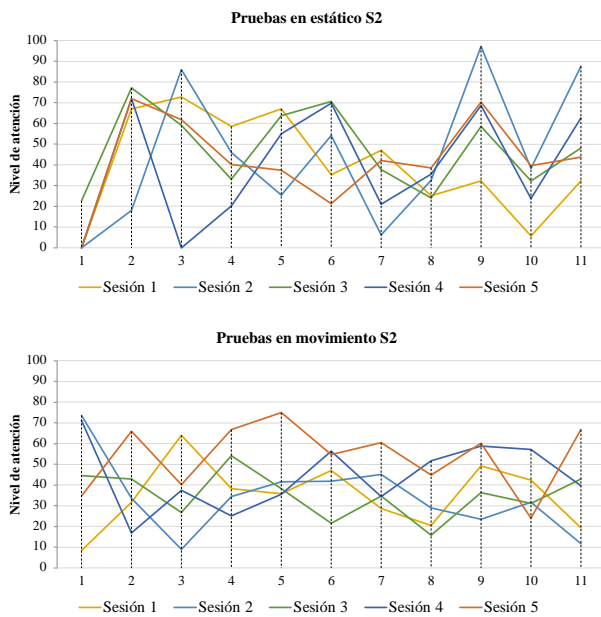 Pruebas en estático S2
Nivel de atención
100
90
80
70
60
50
40
30
20
10
0
1 2 3 4 5 6 7 8 9 10 11
Sesión 1 Sesión 2 Sesión 3 Sesión 4 Sesión 5
Pruebas en movimiento S2
Nivel de atención
100
90
80
70
60
50
40
30
20
10
0
1 2 3 4 5 6 7 8 9 10 11
Sesión 1 Sesión 2 Sesión 3 Sesión 4 Sesión 5